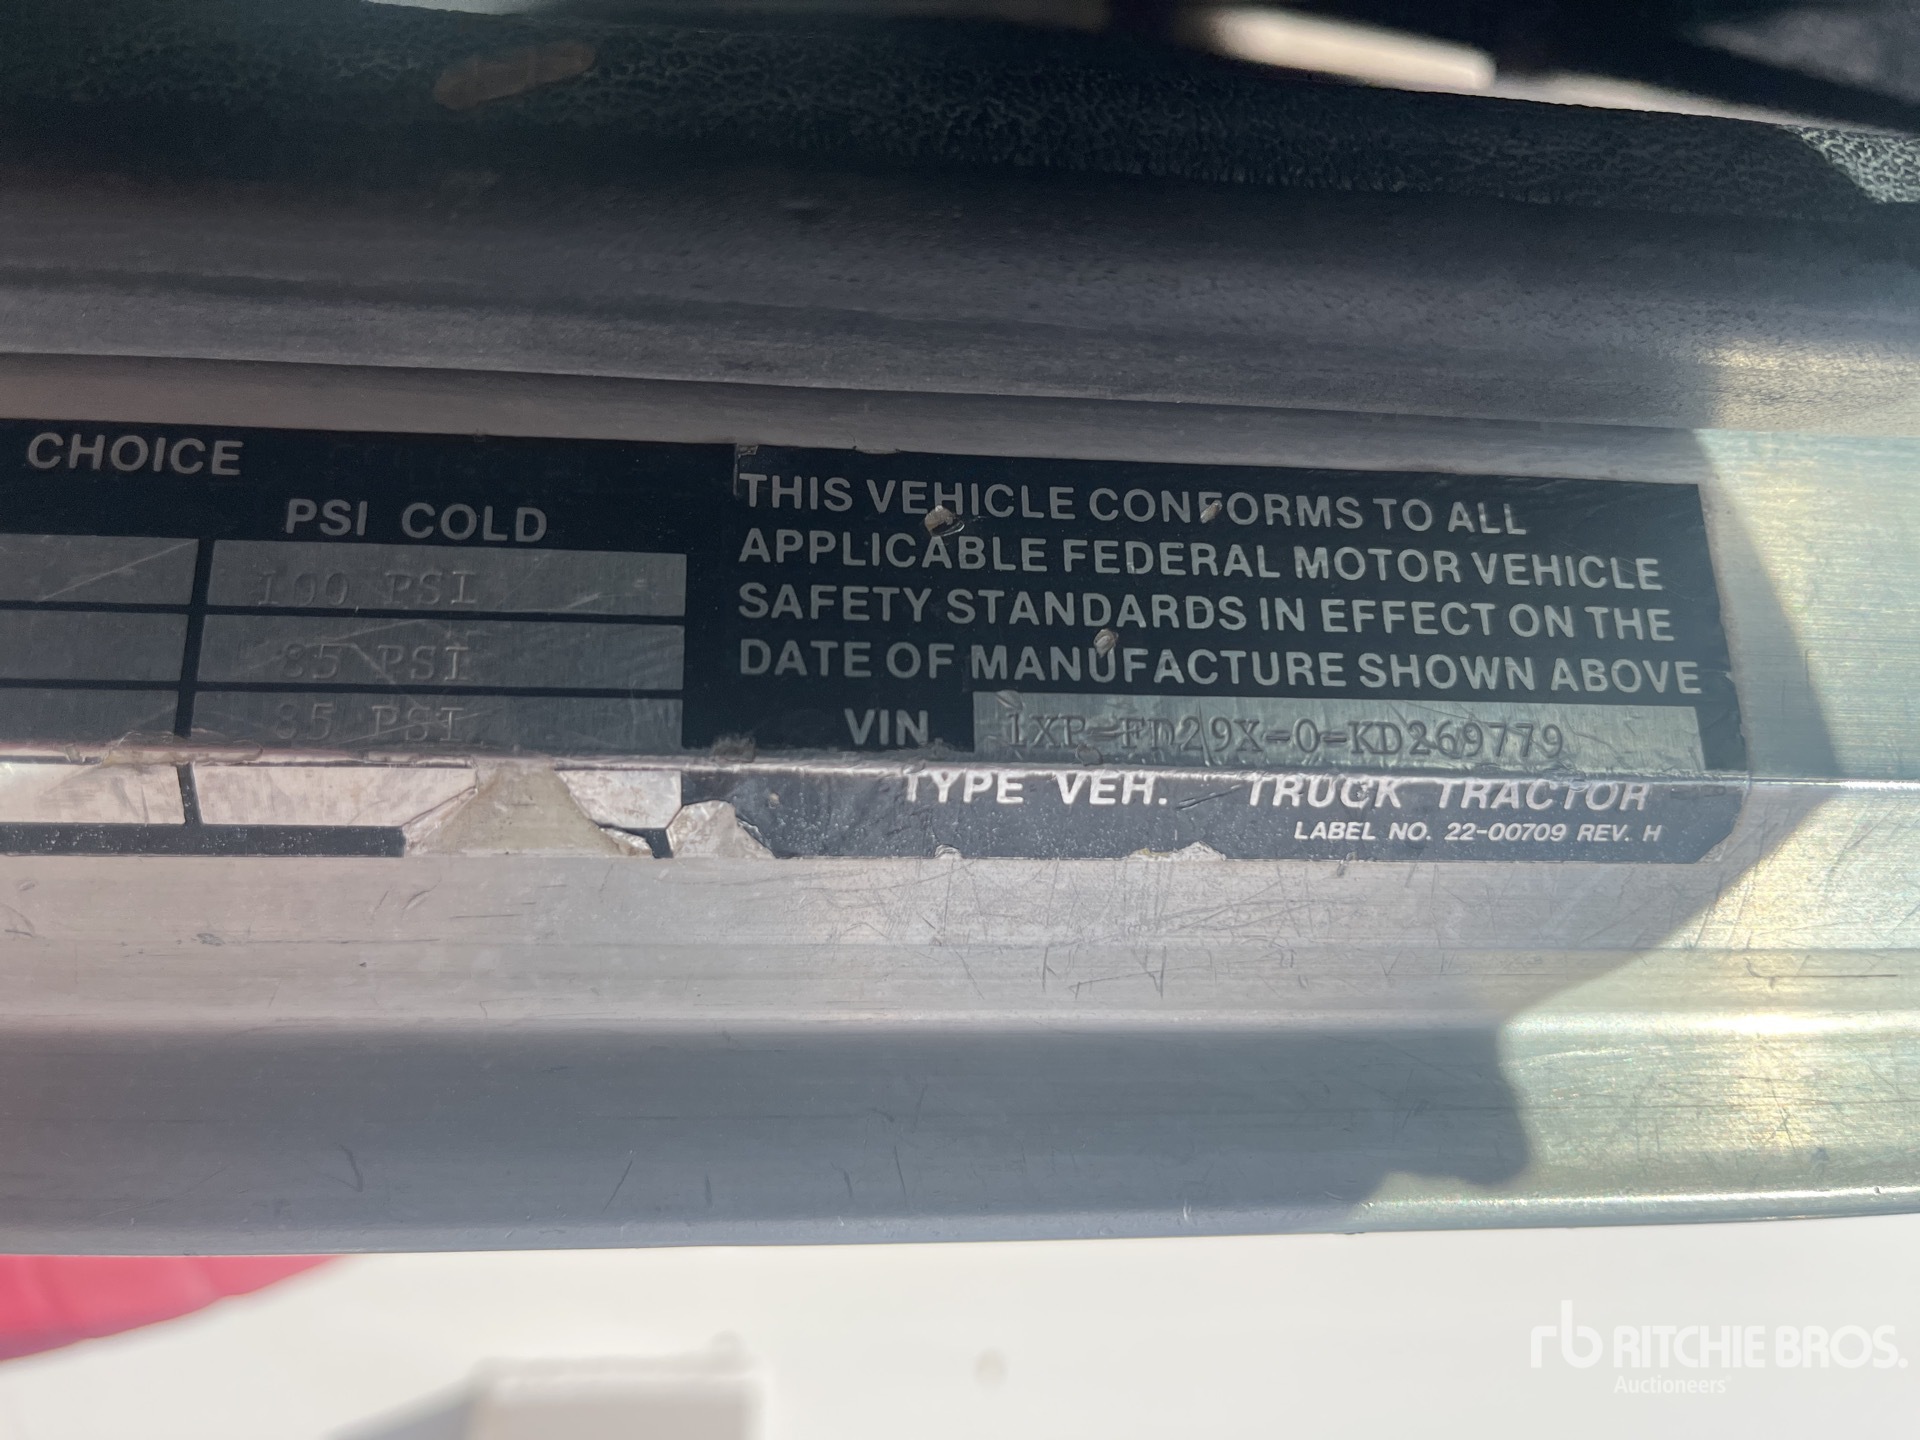 CHOICE
PSI COLD
100 PSI
85 PSI
85 PSI
THIS VEHICLE CONFORMS TO ALL
APPLICABLE FEDERAL MOTOR VEHICLE
SAFETY STANDARDS IN EFFECT ON THE
DATE OF MANUFACTURE SHOWN ABOVE
VIN 1XP-FD29X-0-KD269779
TYPE VEH. TRUCK TRACTOR
LABEL NO. 22-00709 REV. H
rb RITCHIE BROS.
Auctioneers